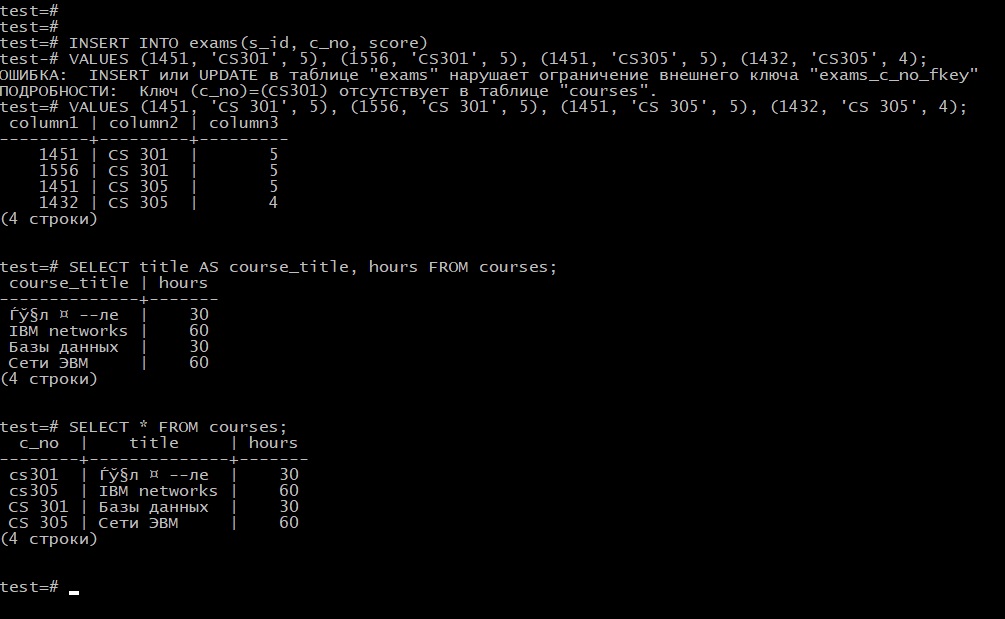 test=#
test=#
test=# INSERT INTO exams(s_id, c_no, score)
test-# VALUES (1451, 'CS301', 5), (1556, 'CS301', 5), (1451, 'CS305', 5), (1432, 'CS305', 4);
ОШИБКА:  INSERT или UPDATE в таблице "exams" нарушает ограничение внешнего ключа "exams_c_no_fkey"
ПОДРОБНОСТИ:  Ключ (c_no)=(CS301) отсутствует в таблице "courses".
test=# VALUES (1451, 'CS 301', 5), (1556, 'CS 301', 5), (1451, 'CS 305', 5), (1432, 'CS 305', 4);
 column1 | column2 | column3
---------+---------+---------
    1451 | CS 301  |       5
    1556 | CS 301  |       5
    1451 | CS 305  |       5
    1432 | CS 305  |       4
(4 строки)
test=# SELECT title AS course_title, hours FROM courses;
 course_title | hours
--------------+-------
 Ѓў§л ¤ --ле  |    30
 IBM networks |    60
 Базы данных  |    30
 Сети ЭВМ     |    60
(4 строки)
test=# SELECT * FROM courses;
  c_no  |    title     | hours
--------+--------------+-------
 cs301  | Ѓў§л ¤ --ле  |    30
 cs305  | IBM networks |    60
 CS 301 | Базы данных  |    30
 CS 305 | Сети ЭВМ     |    60
(4 строки)
test=#